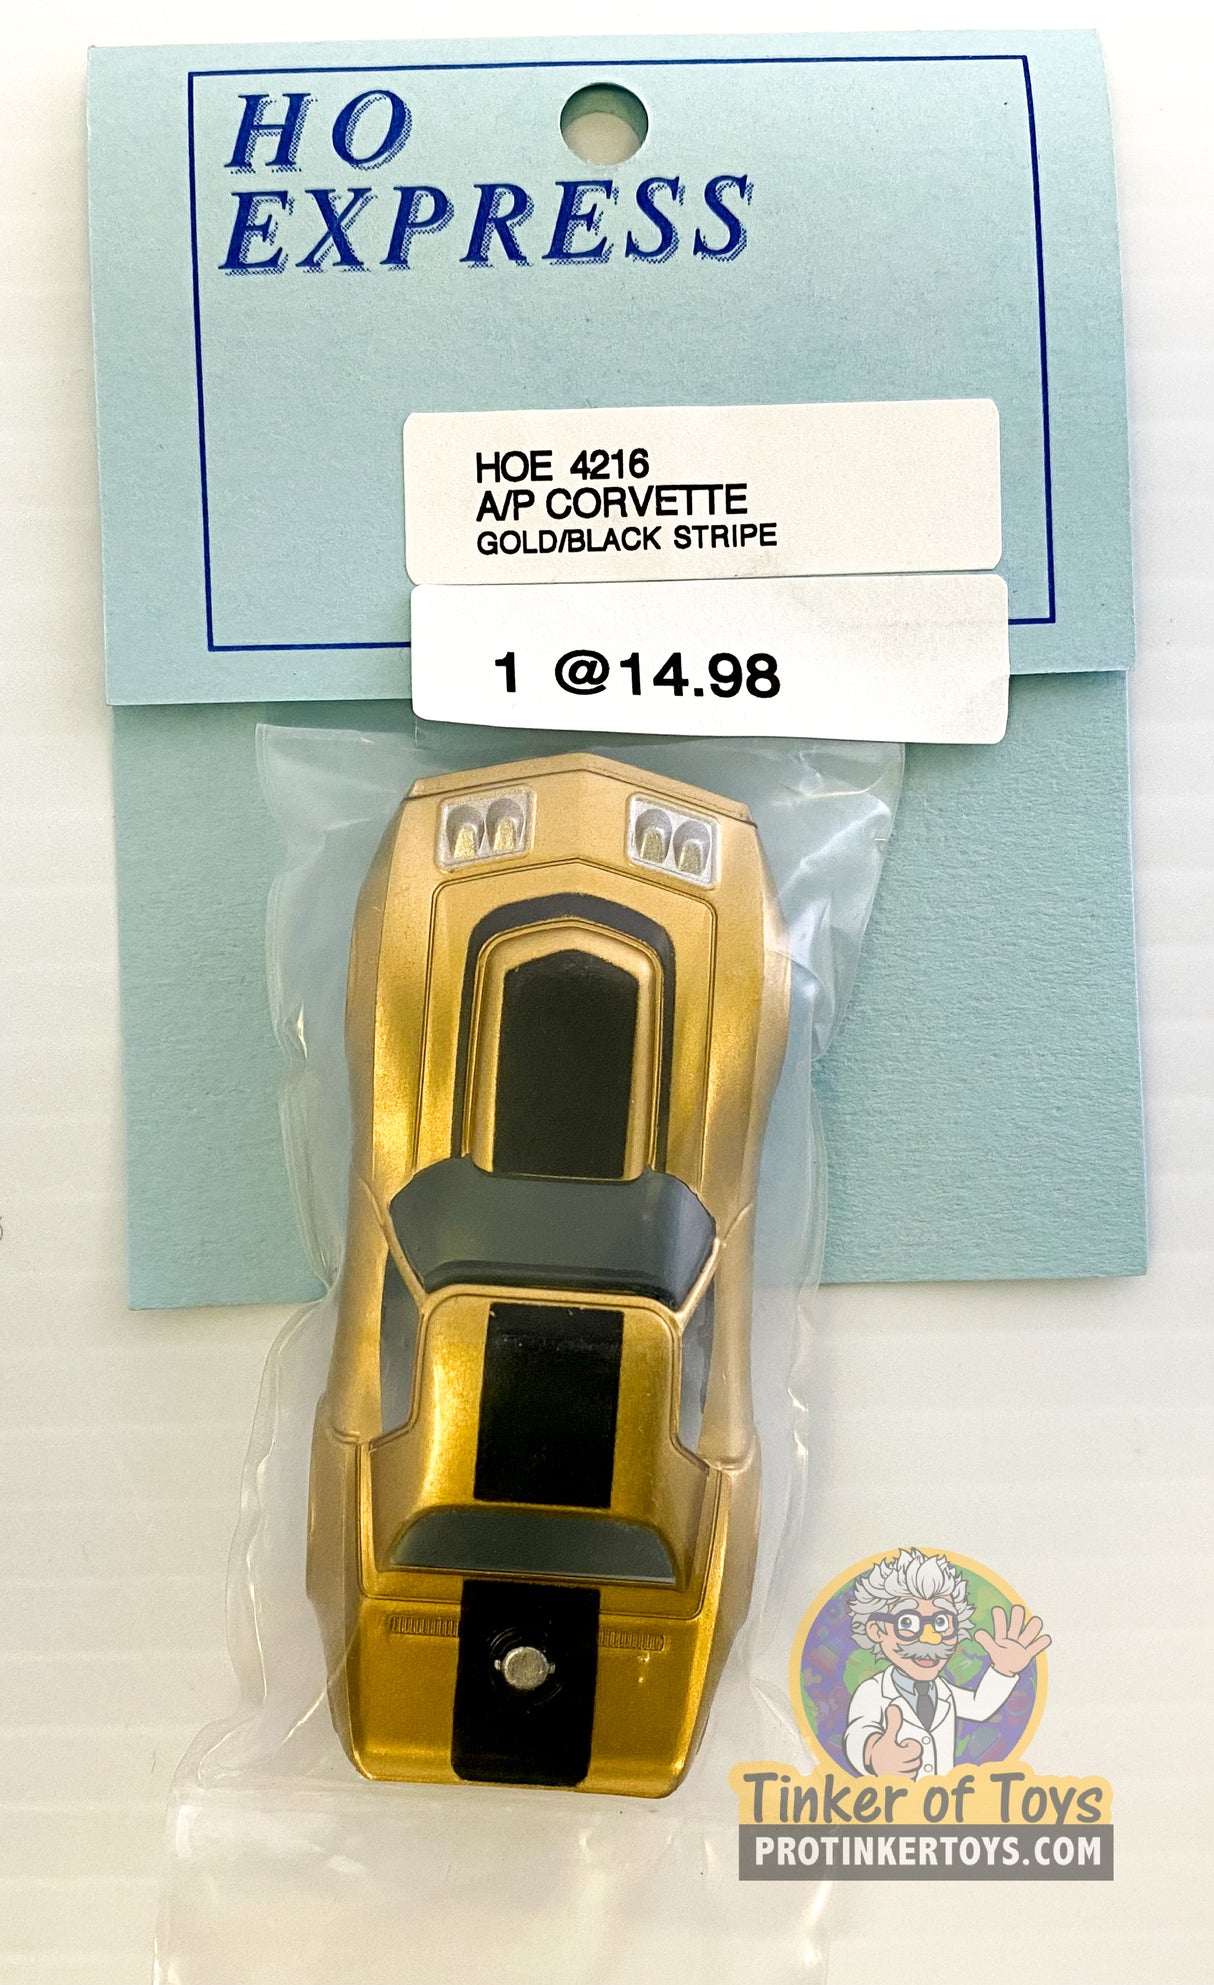 HO
EXPRESS
HOE 4216
A/P CORVETTE
GOLD/BLACK STRIPE
1 @14.98
Tinker of Toys
PROTINKERTOYS.COM